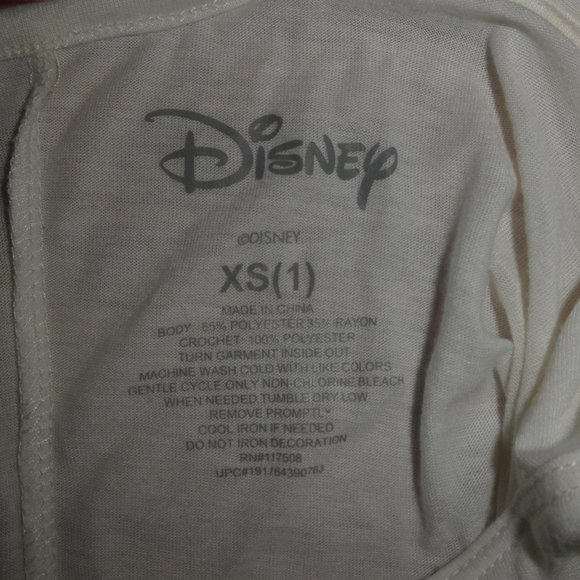 Disney
©DISNEY
XS(1)
MADE IN CHINA
BODY 65% POLYESTER 35% RAYON
CROCHET 100% POLYESTER
TURN GARMENT INSIDE OUT
MACHINE WASH COLD WITH LIKE COLORS
GENTLE CYCLE ONLY NON-CHLORINE BLEACH
WHEN NEEDED TUMBLE DRY LOW
REMOVE PROMPTLY
COOL IRON IF NEEDED
DO NOT IRON DECORATION
RN#117508